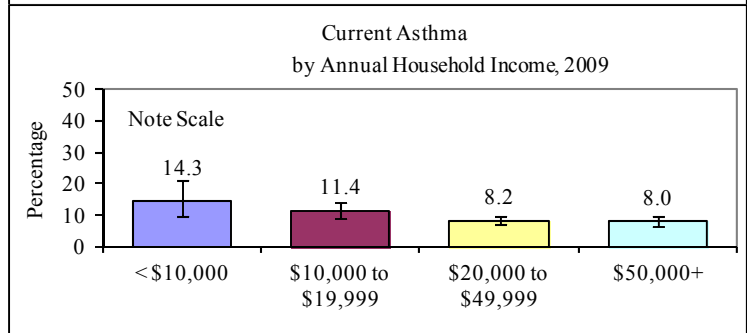 Current Asthma
by Annual Household Income, 2009
Percentage
50
40
30
20
10
0
Note Scale
14.3
11.4
8.2
8.0
<$10,000
$10,000 to
$19,999
$20,000 to
$49,999
$50,000+